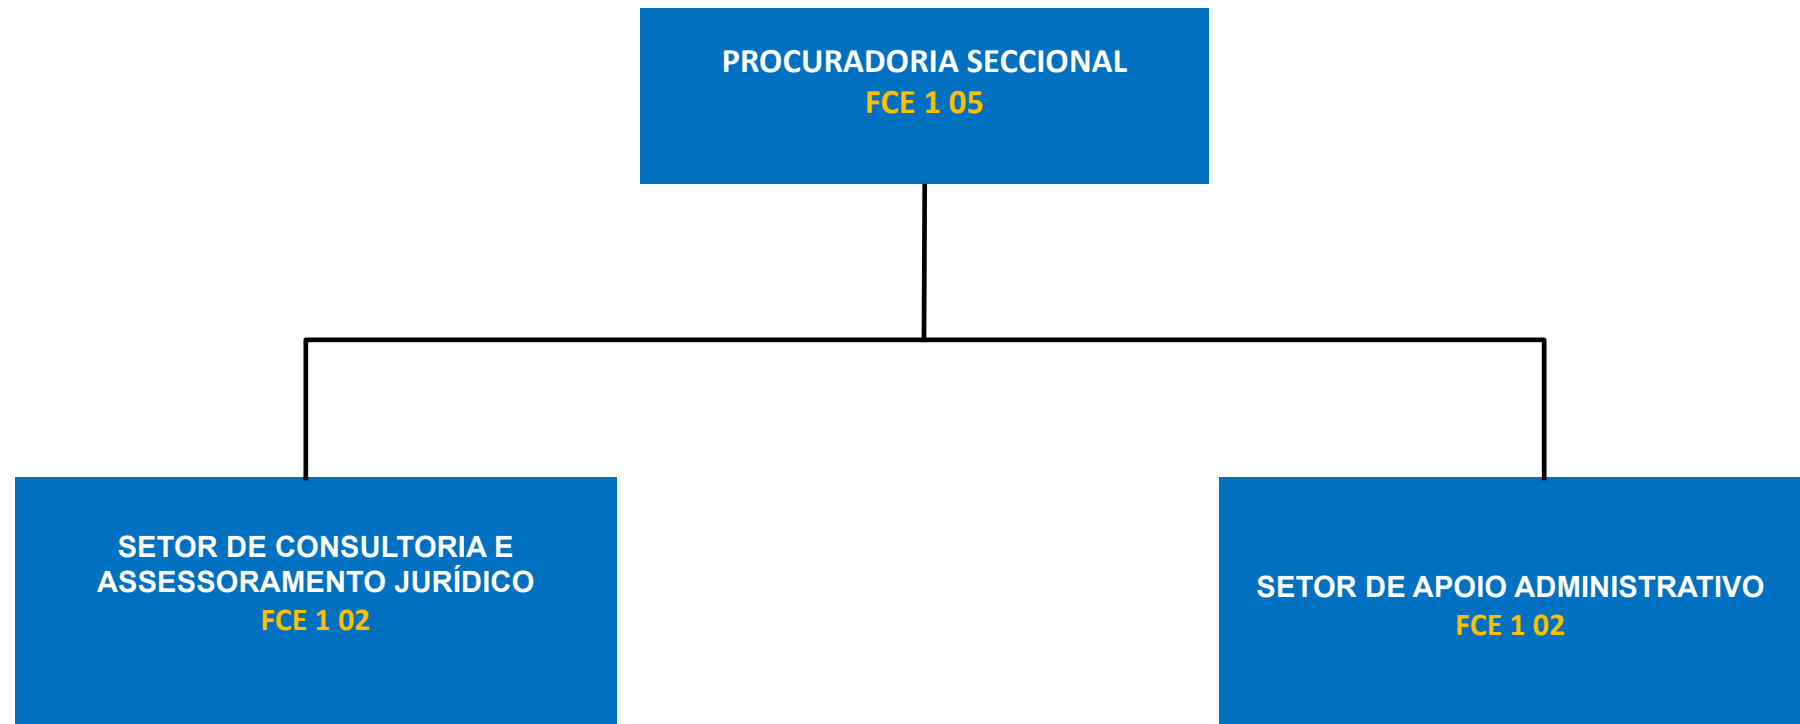 PROCURADORIA SECCIONAL
FCE 1 05
SETOR DE CONSULTORIA E
ASSESSORAMENTO JURÍDICO
FCE 1 02
SETOR DE APOIO ADMINISTRATIVO
FCE 1 02